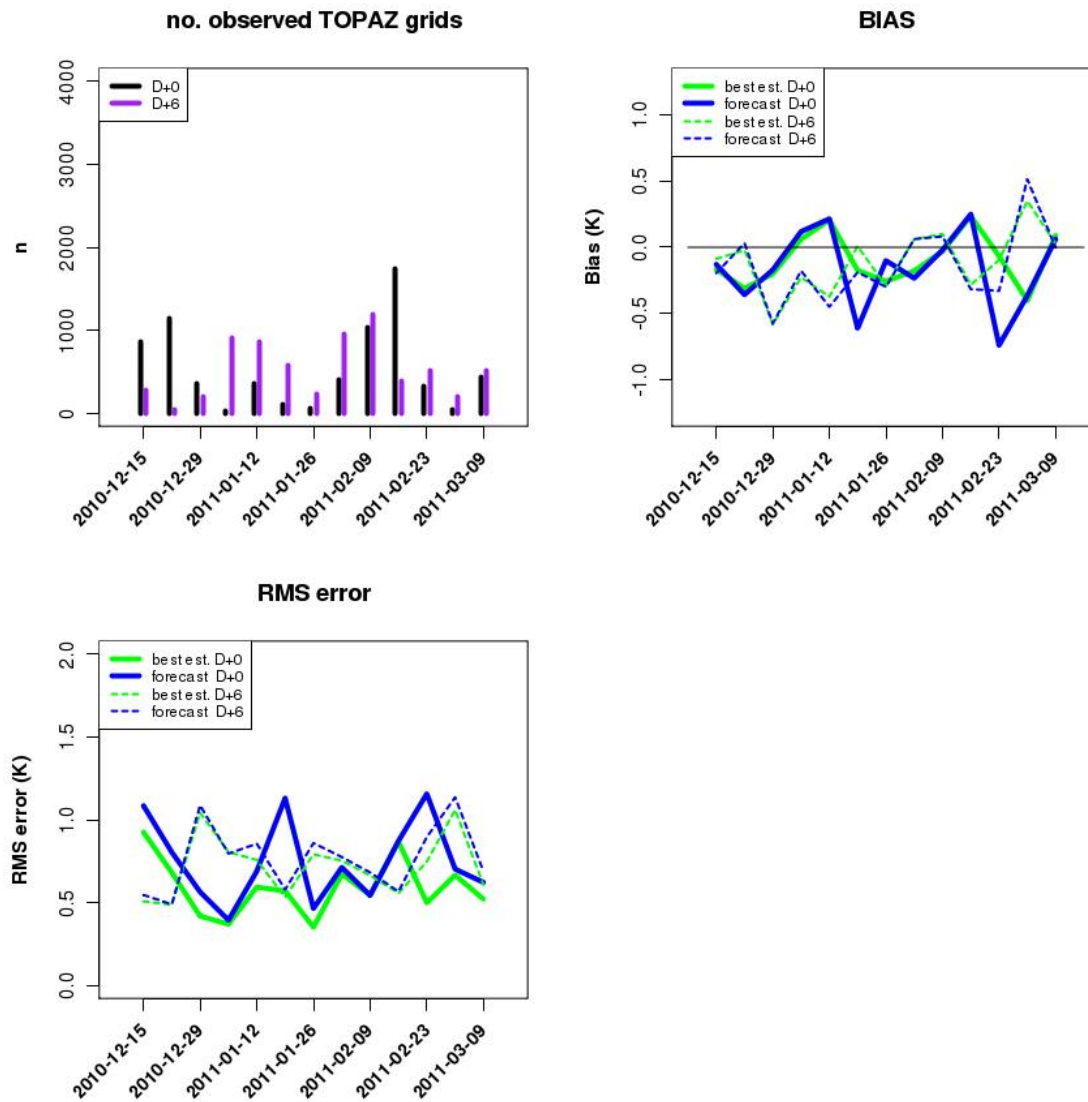 no. observed TOPAZ grids
D+0
D+6
n
0
1000
2000
3000
4000
2010-12-15
2010-12-29
2011-01-12
2011-01-26
2011-02-09
2011-02-23
2011-03-09
BIAS
best est. D+0
forecast D+0
best est. D+6
forecast D+6
Bias (K)
-1.0
-0.5
0.0
0.5
1.0
2010-12-15
2010-12-29
2011-01-12
2011-01-26
2011-02-09
2011-02-23
2011-03-09
RMS error
best est. D+0
forecast D+0
best est. D+6
forecast D+6
RMS error (K)
0.0
0.5
1.0
1.5
2.0
2010-12-15
2010-12-29
2011-01-12
2011-01-26
2011-02-09
2011-02-23
2011-03-09